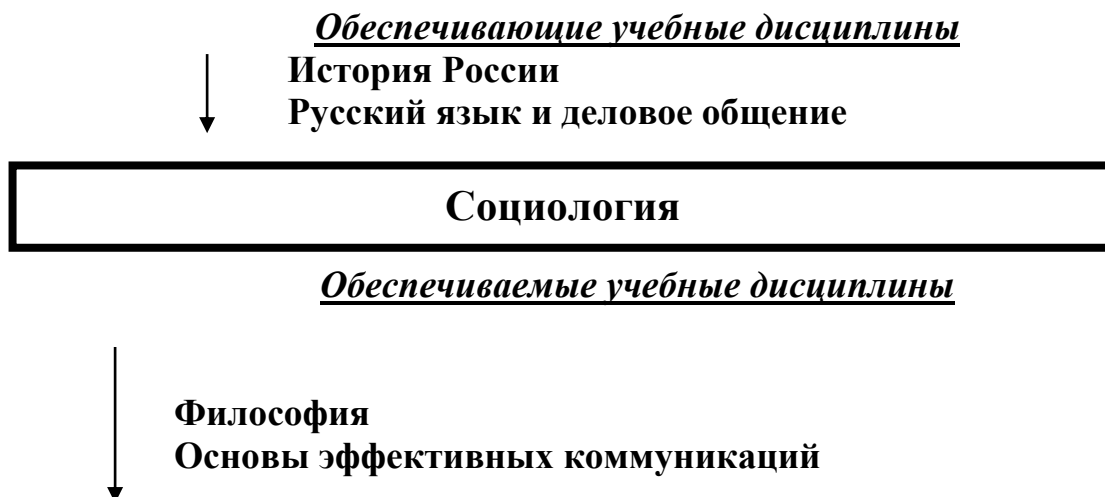 Обеспечивающие учебные дисциплины
История России
Русский язык и деловое общение
Социология
Обеспечиваемые учебные дисциплины
Философия
Основы эффективных коммуникаций